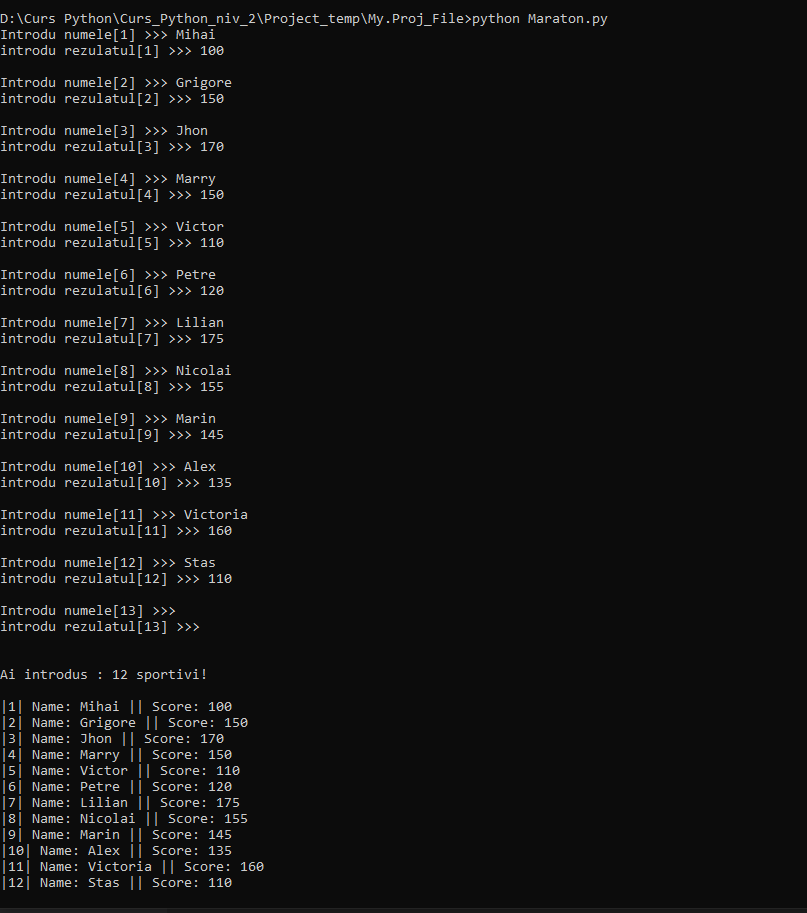 D:\Curs Python\Curs_Python_niv_2\Project_temp\My.Proj_File>python Maraton.py
Introdu numele[1] >>> Mihai
introdu rezulatul[1] >>> 100
Introdu numele[2] >>> Grigore
introdu rezulatul[2] >>> 150
Introdu numele[3] >>> Jhon
introdu rezulatul[3] >>> 170
Introdu numele[4] >>> Marry
introdu rezulatul[4] >>> 150
Introdu numele[5] >>> Victor
introdu rezulatul[5] >>> 110
Introdu numele[6] >>> Petre
introdu rezulatul[6] >>> 120
Introdu numele[7] >>> Lilian
introdu rezulatul[7] >>> 175
Introdu numele[8] >>> Nicolai
introdu rezulatul[8] >>> 155
Introdu numele[9] >>> Marin
introdu rezulatul[9] >>> 145
Introdu numele[10] >>> Alex
introdu rezulatul[10] >>> 135
Introdu numele[11] >>> Victoria
introdu rezulatul[11] >>> 160
Introdu numele[12] >>> Stas
introdu rezulatul[12] >>> 110
Introdu numele[13] >>>
introdu rezulatul[13] >>>
Ai introdus : 12 sportivi!
|1| Name: Mihai || Score: 100
|2| Name: Grigore || Score: 150
|3| Name: Jhon || Score: 170
|4| Name: Marry || Score: 150
|5| Name: Victor || Score: 110
|6| Name: Petre || Score: 120
|7| Name: Lilian || Score: 175
|8| Name: Nicolai || Score: 155
|9| Name: Marin || Score: 145
|10| Name: Alex || Score: 135
|11| Name: Victoria || Score: 160
|12| Name: Stas || Score: 110